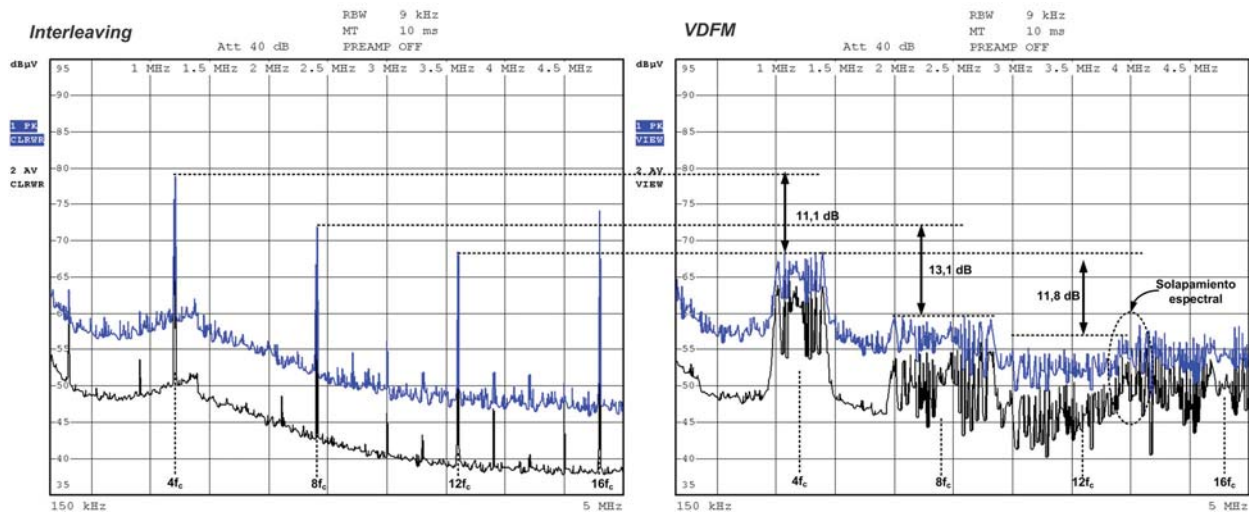 Interleaving
RBW 9 kHz
MT 10 ms
Att 40 dB PREAMP OFF
dBµV 95 1 MHz 1.5 MHz 2 MHz 2.5 MHz 3 MHz 3.5 MHz 4 MHz 4.5 MHz
90
1 PK
CLRWR
85
2 AV
CLRWR
80
75
70
65
60
55
50
45
40
35
4fc 8fc 12fc 16fc
150 kHz 5 MHz
VDFM
RBW 9 kHz
MT 10 ms
Att 40 dB PREAMP OFF
dBµV 95 1 MHz 1.5 MHz 2 MHz 2.5 MHz 3 MHz 3.5 MHz 4 MHz 4.5 MHz
90
1 PK
VIEW
85
2 AV
VIEW
80
75
11,1 dB
70
13,1 dB
65
11,8 dB
Solapamiento
espectral
60
55
50
45
40
35
4fc 8fc 12fc 16fc
150 kHz 5 MHz